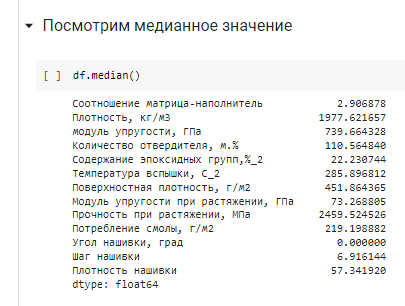 Посмотрим медианное значение
[ ] df.median()
Соотношение матрица-наполнитель 2.906878
Плотность, кг/м3 1977.621657
модуль упругости, ГПа 739.664328
Количество отвердителя, м.% 110.564840
Содержание эпоксидных групп,%_2 22.230744
Температура вспышки, С_2 285.896812
Поверхностная плотность, г/м2 451.864365
Модуль упругости при растяжении, ГПа 73.268805
Прочность при растяжении, МПа 2459.524526
Потребление смолы, г/м2 219.198882
Угол нашивки, град 0.000000
Шаг нашивки 6.916144
Плотность нашивки 57.341920
dtype: float64